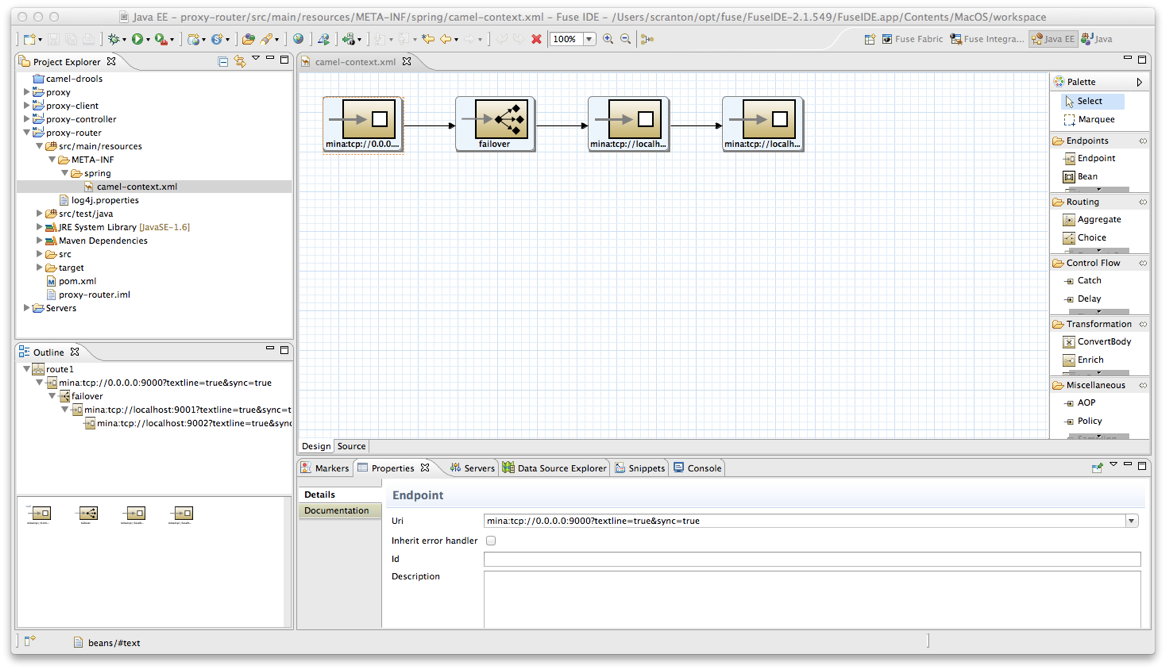 Java EE - proxy-router/src/main/resources/META-INF/spring/camel-context.xml - Fuse IDE - /Users/scranton/opt/fuse/FuseIDE-2.1.549/FuseIDE.app/Contents/MacOS/workspace
100%
Fuse Fabric
Fuse Integra...
Java EE
Java
Project Explorer
camel-drools
proxy
proxy-client
proxy-controller
proxy-router
src/main/resources
META-INF
spring
camel-context.xml
log4j.properties
src/test/java
JRE System Library [JavaSE-1.6]
Maven Dependencies
src
target
pom.xml
proxy-router.iml
Servers
Outline
route1
mina:tcp://0.0.0.0:9000?textline=true&sync=true
failover
mina:tcp://localhost:9001?textline=true&sync=t
mina:tcp://localhost:9002?textline=true&sync
camel-context.xml
mina:tcp://0.0.0...
failover
mina:tcp://localh...
mina:tcp://localh...
Design
Source
Palette
Select
Marquee
Endpoints
Endpoint
Bean
Routing
Aggregate
Choice
Control Flow
Catch
Delay
Transformation
ConvertBody
Enrich
Miscellaneous
AOP
Policy
Markers
Properties
Servers
Data Source Explorer
Snippets
Console
Details
Documentation
Endpoint
Uri
mina:tcp://0.0.0.0:9000?textline=true&sync=true
Inherit error handler
Id
Description
beans/#text